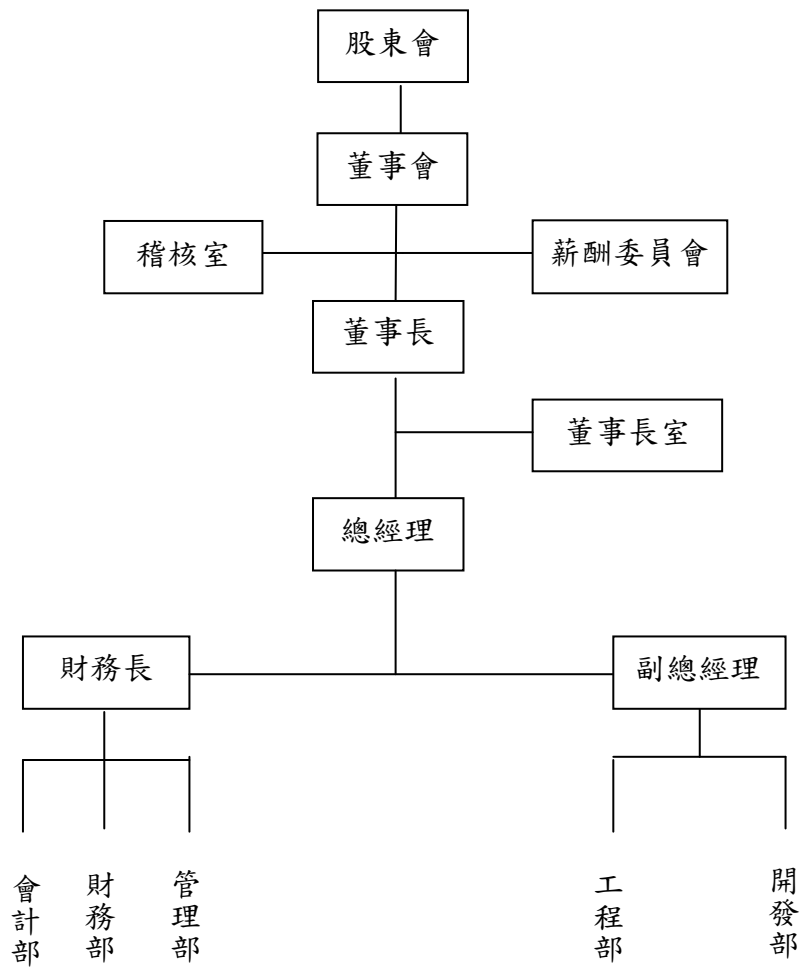 股東會
董事會
稽核室
薪酬委員會
董事長
董事長室
總經理
財務長
副總經理
會計部
財務部
管理部
工程部
開發部